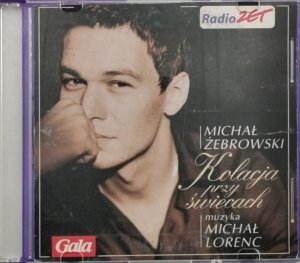 Radio ZET
MICHAŁ
ŻEBROWSKI
Kolacja
przy
świecach
muzyka
MICHAŁ
LORENC
Gala